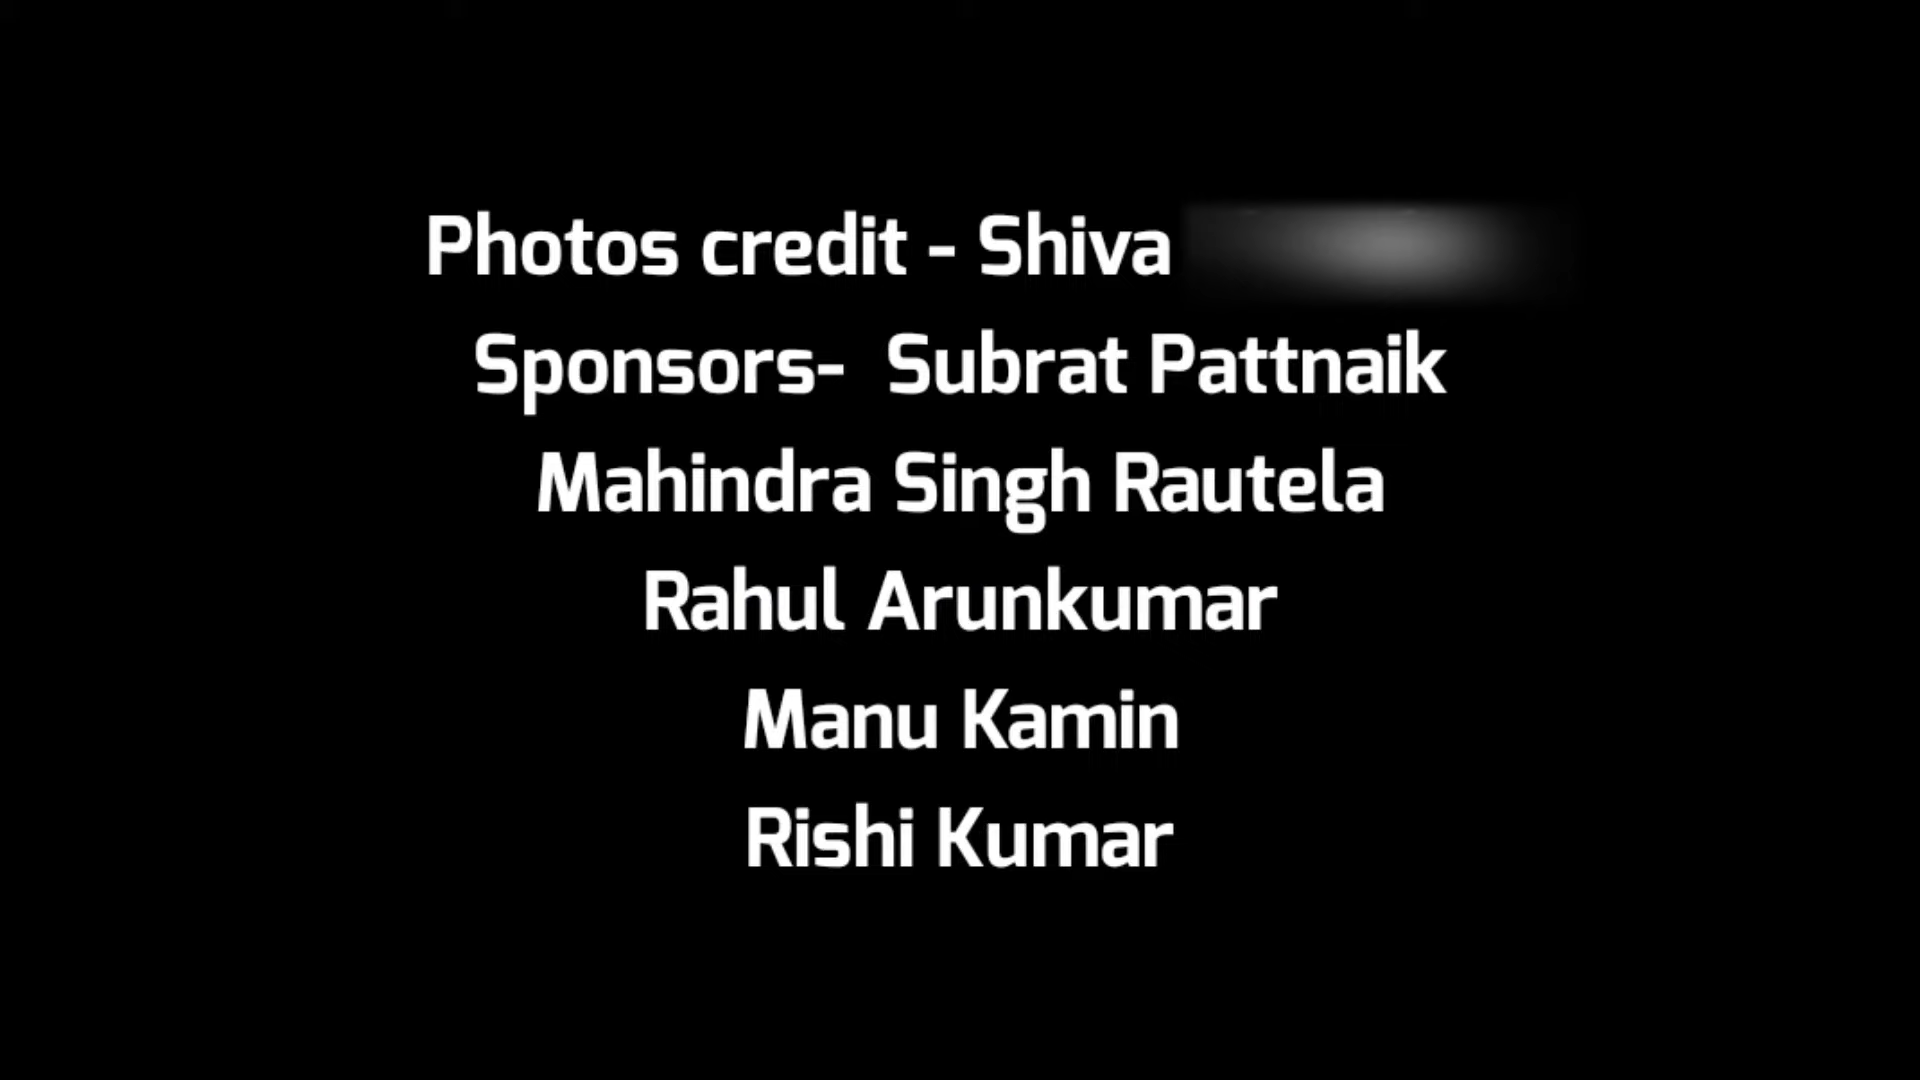 Photos credit - Shiva
Sponsors-  Subrat Pattnaik
Mahindra Singh Rautela
Rahul Arunkumar
Manu Kamin
Rishi Kumar